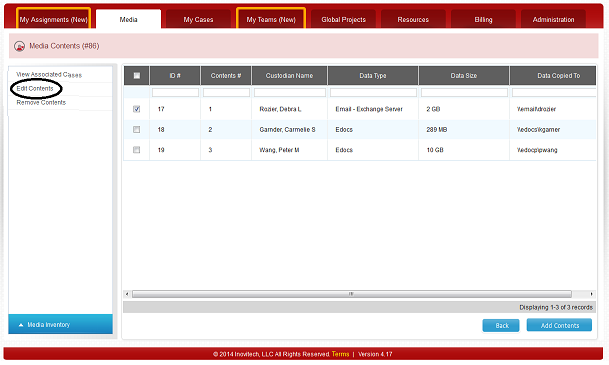 My Assignments (New) Media My Cases My Teams (New) Global Projects Resources Billing Administration
Media Contents (#86)
View Associated Cases
Edit Contents
Remove Contents
ID # Contents # Custodian Name Data Type Data Size Data Copied To
17 1 Rozier, Debra L Email - Exchange Server 2 GB \\email\drozier
18 2 Garnder, Carmelie S Edocs 289 MB \\edocs\kgarner
19 3 Wang, Peter M Edocs 10 GB \\edocp\pwang
Displaying 1-3 of 3 records
Media Inventory
Back Add Contents
© 2014 Inovitech, LLC All Rights Reserved. Terms | Version 4.17